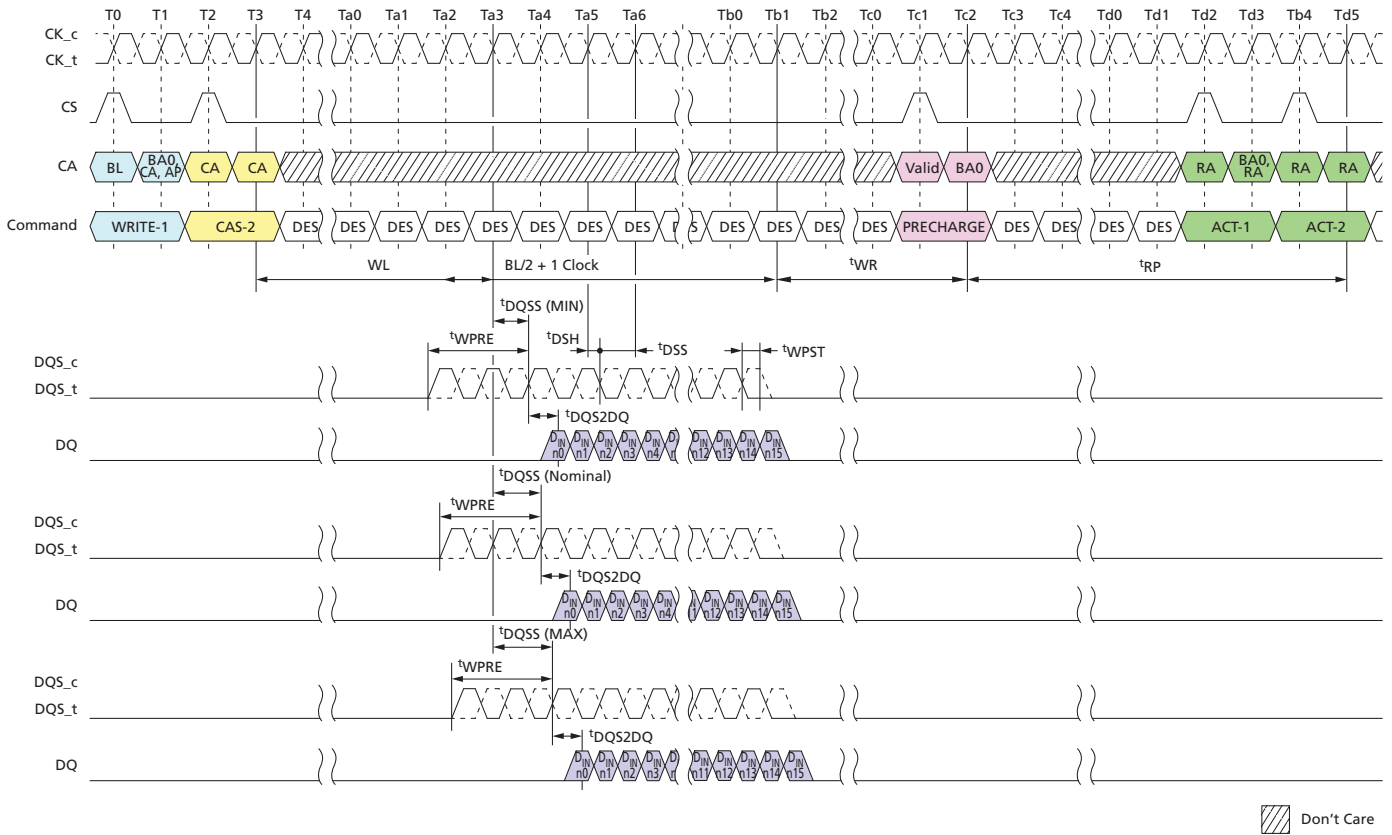 T0 T1 T2 T3 T4 Ta0 Ta1 Ta2 Ta3 Ta4 Ta5 Ta6 Tb0 Tb1 Tb2 Tc0 Tc1 Tc2 Tc3 Tc4 Td0 Td1 Td2 Td3 Tb4 Td5
CK_c
CK_t
CS
CA BL BA0, CA, AP CA CA Valid BA0 RA BA0, RA RA RA
Command WRITE-1 CAS-2 DES DES DES DES DES DES DES DES DES DES DES DES PRECHARGE DES DES DES DES ACT-1 ACT-2
WL BL/2 + 1 Clock tWR tRP
tDQSS (MIN)
tWPRE tDSH tDSS tWPST
DQS_c
DQS_t
tDQS2DQ
DQ DIN n0 DIN n1 DIN n2 DIN n3 DIN n4 DIN n12 DIN n13 DIN n14 DIN n15
tDQSS (Nominal)
tWPRE
DQS_c
DQS_t
tDQS2DQ
DQ DIN n0 DIN n1 DIN n2 DIN n3 DIN n4 DIN n12 DIN n13 DIN n14 DIN n15
tDQSS (MAX)
tWPRE
DQS_c
DQS_t
tDQS2DQ
DQ DIN n0 DIN n1 DIN n2 DIN n3 DIN n11 DIN n12 DIN n13 DIN n14 DIN n15
Don't Care